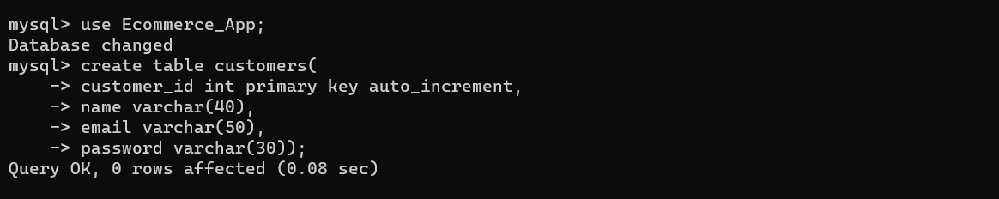 mysql> use Ecommerce_App;
Database changed
mysql> create table customers(
    -> customer_id int primary key auto_increment,
    -> name varchar(40),
    -> email varchar(50),
    -> password varchar(30));
Query OK, 0 rows affected (0.08 sec)